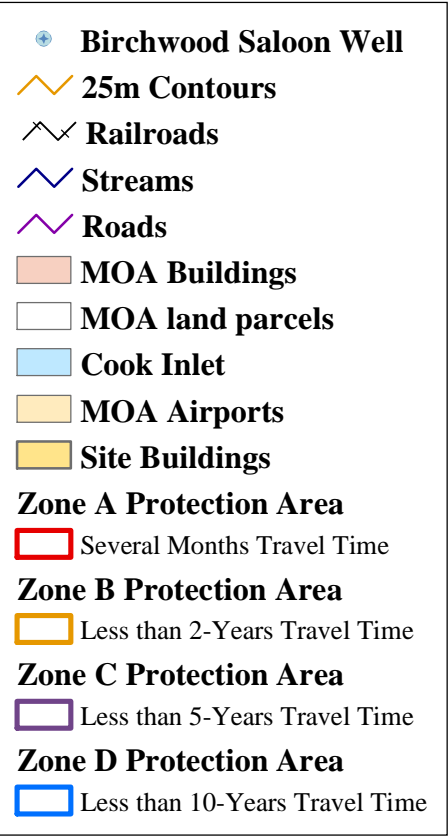 Birchwood Saloon Well
25m Contours
Railroads
Streams
Roads
MOA Buildings
MOA land parcels
Cook Inlet
MOA Airports
Site Buildings
Zone A Protection Area
Several Months Travel Time
Zone B Protection Area
Less than 2-Years Travel Time
Zone C Protection Area
Less than 5-Years Travel Time
Zone D Protection Area
Less than 10-Years Travel Time